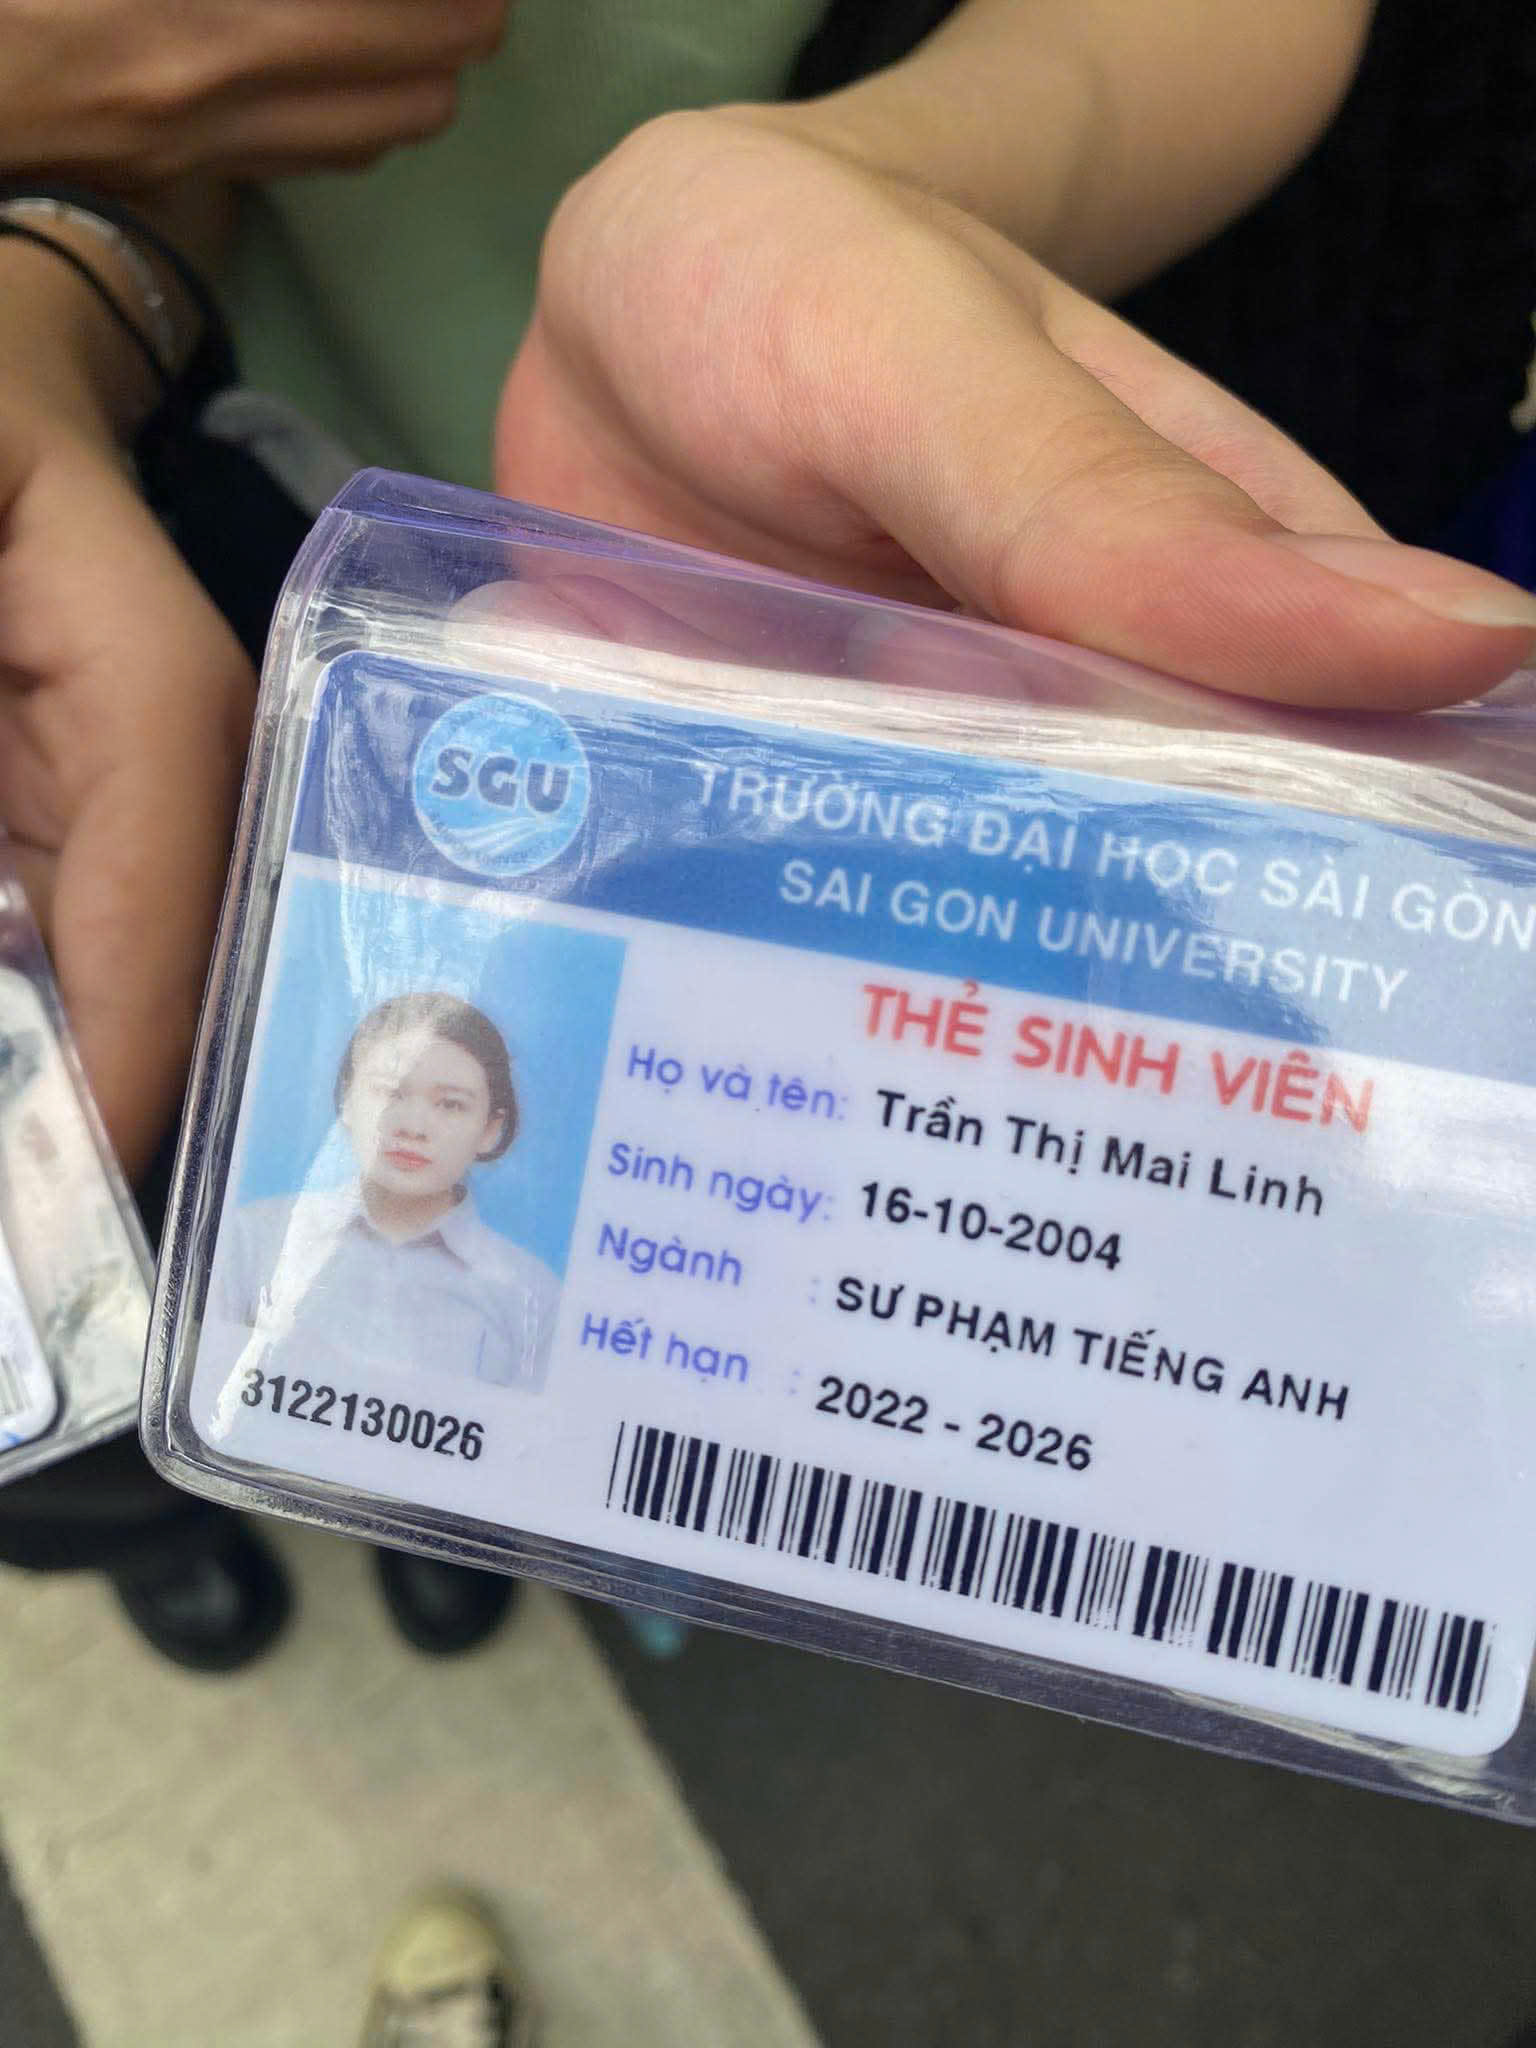 SGU
TRƯỜNG ĐẠI HỌC SÀI GÒN
SAI GON UNIVERSITY
THẺ SINH VIÊN
Họ và tên: Trần Thị Mai Linh
Sinh ngày: 16-10-2004
Ngành : SƯ PHẠM TIẾNG ANH
Hết hạn : 2022 - 2026
3122130026